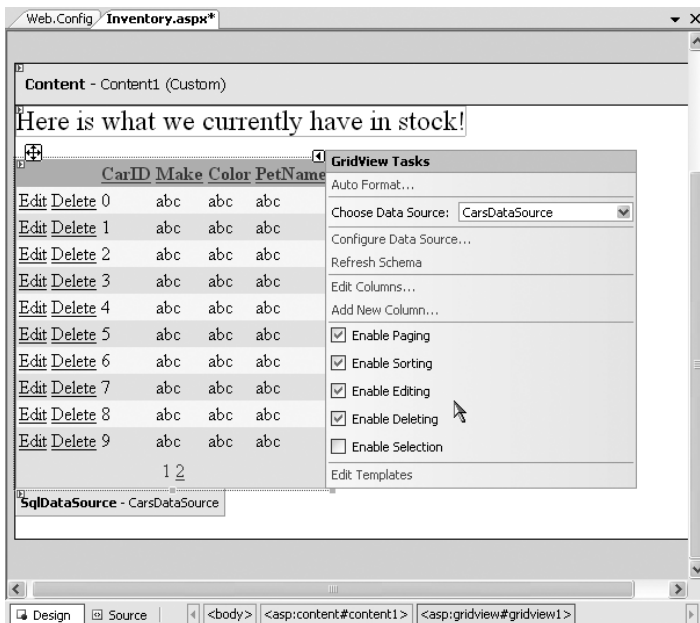 Web.Config Inventory.aspx*
Content - Content1 (Custom)
Here is what we currently have in stock!
CarID Make Color PetName
Edit Delete 0 abc abc abc
Edit Delete 1 abc abc abc
Edit Delete 2 abc abc abc
Edit Delete 3 abc abc abc
Edit Delete 4 abc abc abc
Edit Delete 5 abc abc abc
Edit Delete 6 abc abc abc
Edit Delete 7 abc abc abc
Edit Delete 8 abc abc abc
Edit Delete 9 abc abc abc
1 2
SqlDataSource - CarsDataSource
GridView Tasks
Auto Format...
Choose Data Source: CarsDataSource
Configure Data Source...
Refresh Schema
Edit Columns...
Add New Column...
Enable Paging
Enable Sorting
Enable Editing
Enable Deleting
Enable Selection
Edit Templates
Design Source <body> <asp:content#content1> <asp:gridview#gridview1>